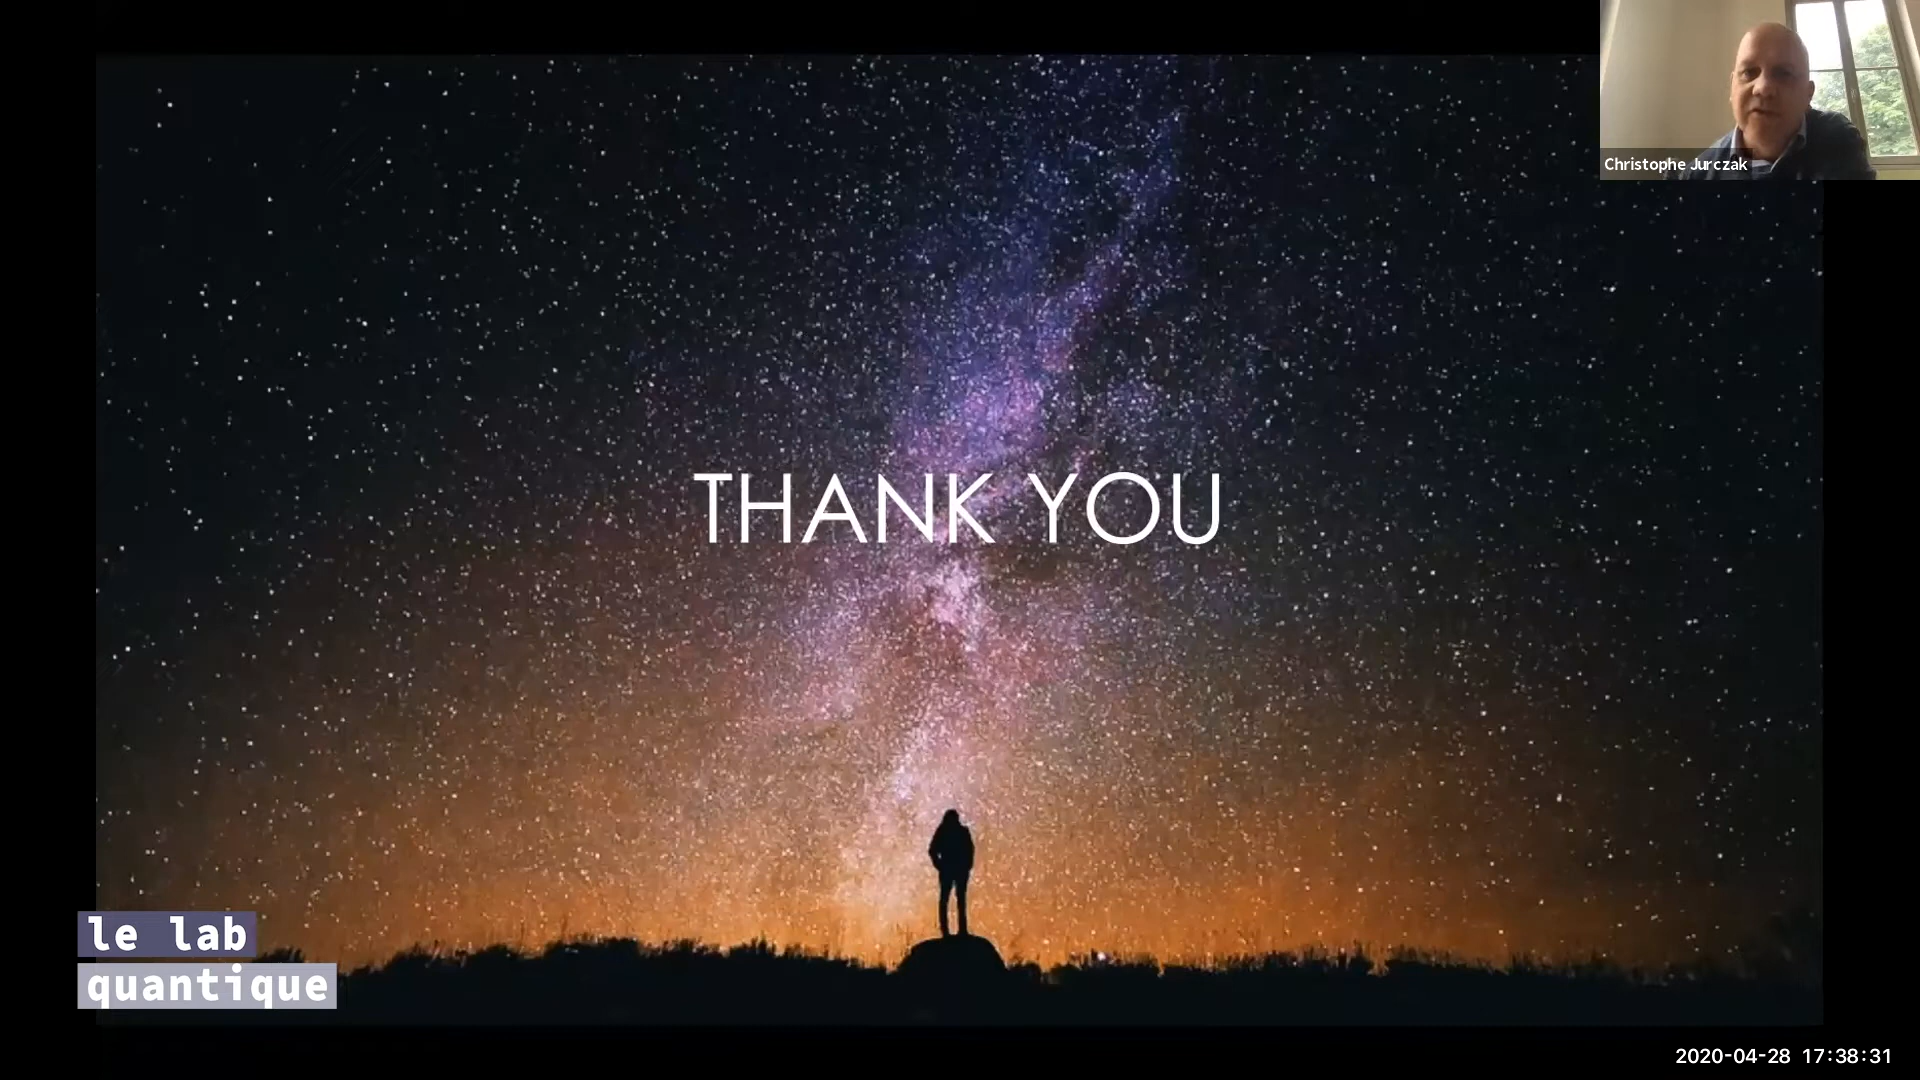 Christophe Jurczak
THANK YOU
le lab
quantique
2020-04-28 17:38:31